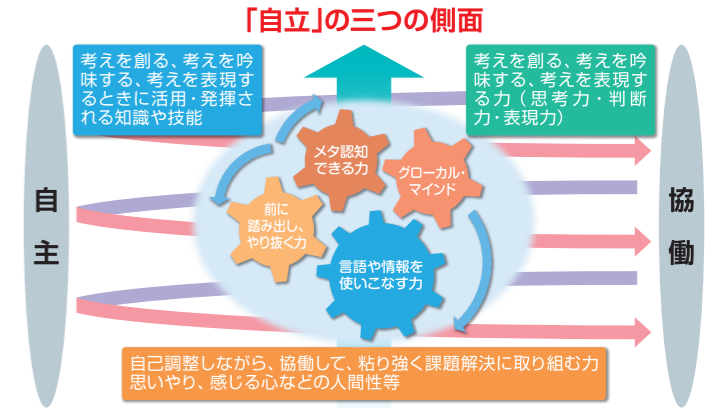 「自立」の三つの側面
考えを創る、考えを吟
味する、考えを表現す
るときに活用・発揮さ
れる知識や技能
考えを創る、考えを吟
味する、考えを表現す
る力（思考力・判断
力・表現力）
メタ認知
できる力
グローカル・
マインド
前に
踏み出し、
やり抜く力
言語や情報を
使いこなす力
自
主
協
働
自己調整しながら、協働して、粘り強く課題解決に取り組む力
思いやり、感じる心などの人間性等